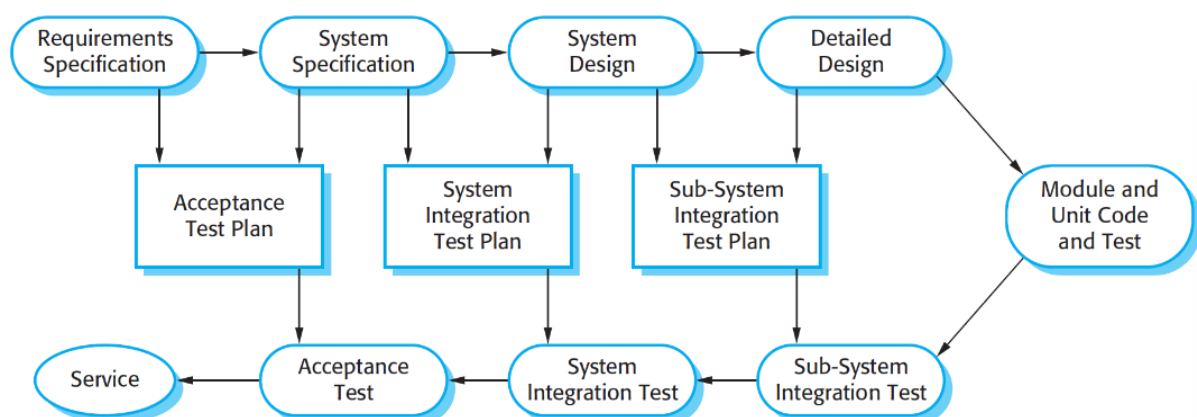 Requirements
Specification
System
Specification
System
Design
Detailed
Design
Acceptance
Test Plan
System
Integration
Test Plan
Sub-System
Integration
Test Plan
Module and
Unit Code
and Test
Service
Acceptance
Test
System
Integration Test
Sub-System
Integration Test